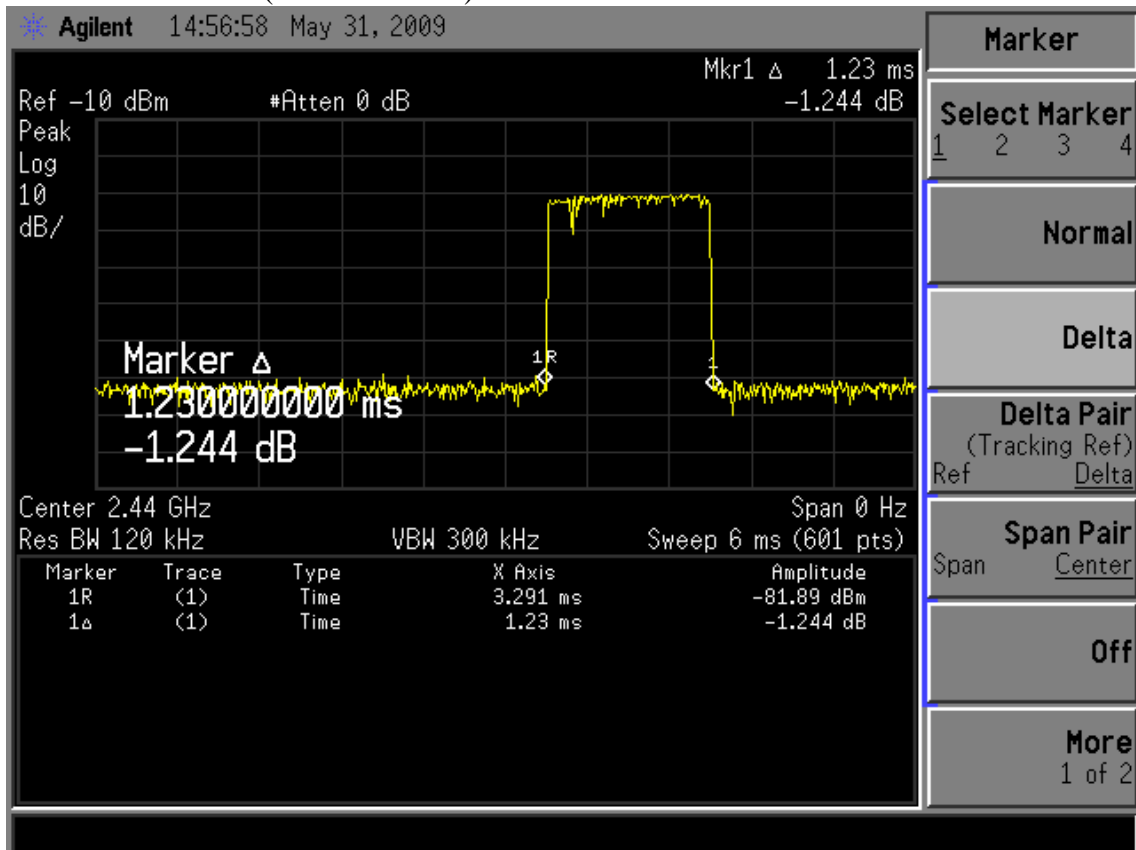 Agilent 14:56:58 May 31, 2009
Mkr1 Δ 1.23 ms
Ref −10 dBm #Atten 0 dB −1.244 dB
Peak
Log
10
dB/
1R
1
Marker Δ
1.230000000 ms
−1.244 dB
Center 2.44 GHz Span 0 Hz
Res BW 120 kHz VBW 300 kHz Sweep 6 ms (601 pts)
Marker Trace Type X Axis Amplitude
1R (1) Time 3.291 ms −81.89 dBm
1Δ (1) Time 1.23 ms −1.244 dB
Marker
Select Marker
1 2 3 4
Normal
Delta
Delta Pair
(Tracking Ref)
Ref Delta
Span Pair
Span Center
Off
More
1 of 2